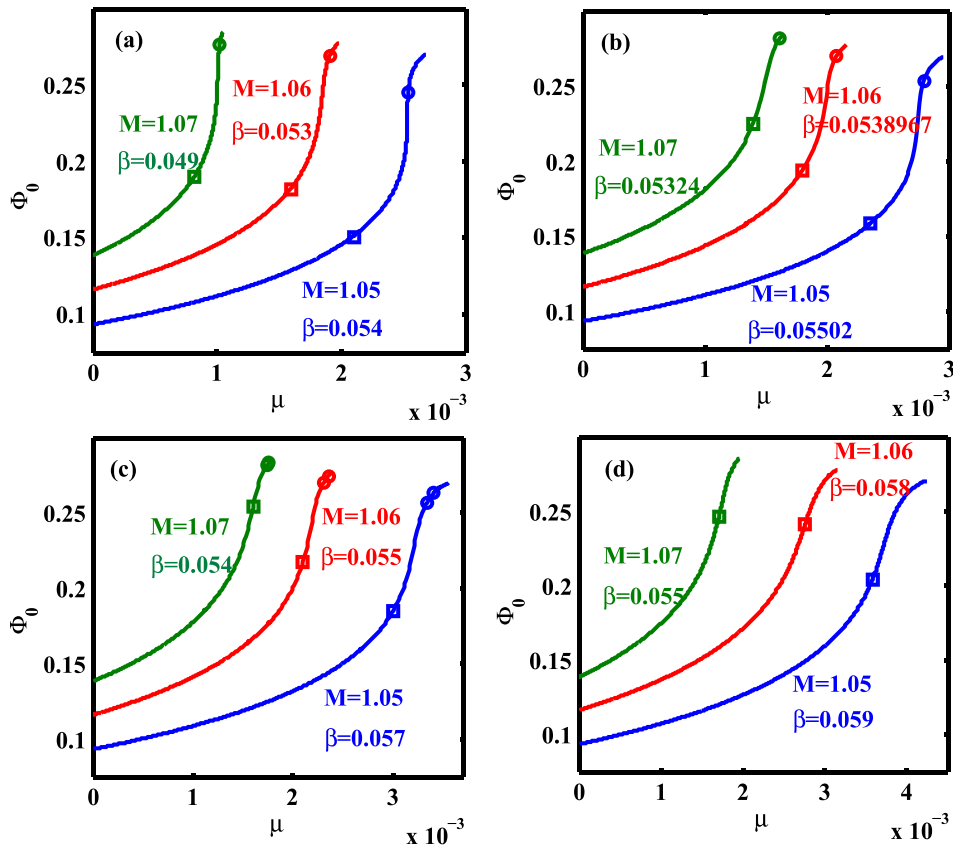 (a)
0.25
0.2
0.15
0.1
Φ0
M=1.07
β=0.049
M=1.06
β=0.053
M=1.05
β=0.054
0 1 2 3
μ
x 10−3
(b)
0.25
0.2
0.15
0.1
Φ0
M=1.07
β=0.05324
M=1.06
β=0.0538967
M=1.05
β=0.05502
0 1 2 3
μ
x 10−3
(c)
0.25
0.2
0.15
0.1
Φ0
M=1.07
β=0.054
M=1.06
β=0.055
M=1.05
β=0.057
0 1 2 3
μ
x 10−3
(d)
0.25
0.2
0.15
0.1
Φ0
M=1.07
β=0.055
M=1.06
β=0.058
M=1.05
β=0.059
0 1 2 3 4
μ
x 10−3